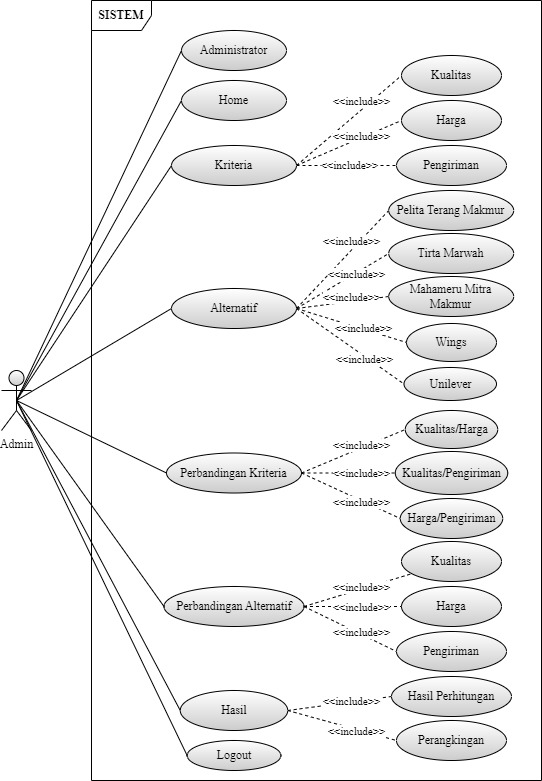 SISTEM
Administrator
Home
Kriteria
<<include>>
Kualitas
<<include>>
Harga
<<include>>
Pengiriman
Alternatif
<<include>>
Pelita Terang Makmur
<<include>>
Tirta Marwah
<<include>>
Mahameru Mitra
Makmur
<<include>>
Wings
<<include>>
Unilever
Admin
Perbandingan Kriteria
<<include>>
Kualitas/Harga
<<include>>
Kualitas/Pengiriman
<<include>>
Harga/Pengiriman
Perbandingan Alternatif
<<include>>
Kualitas
<<include>>
Harga
<<include>>
Pengiriman
Hasil
<<include>>
Hasil Perhitungan
<<include>>
Perangkingan
Logout